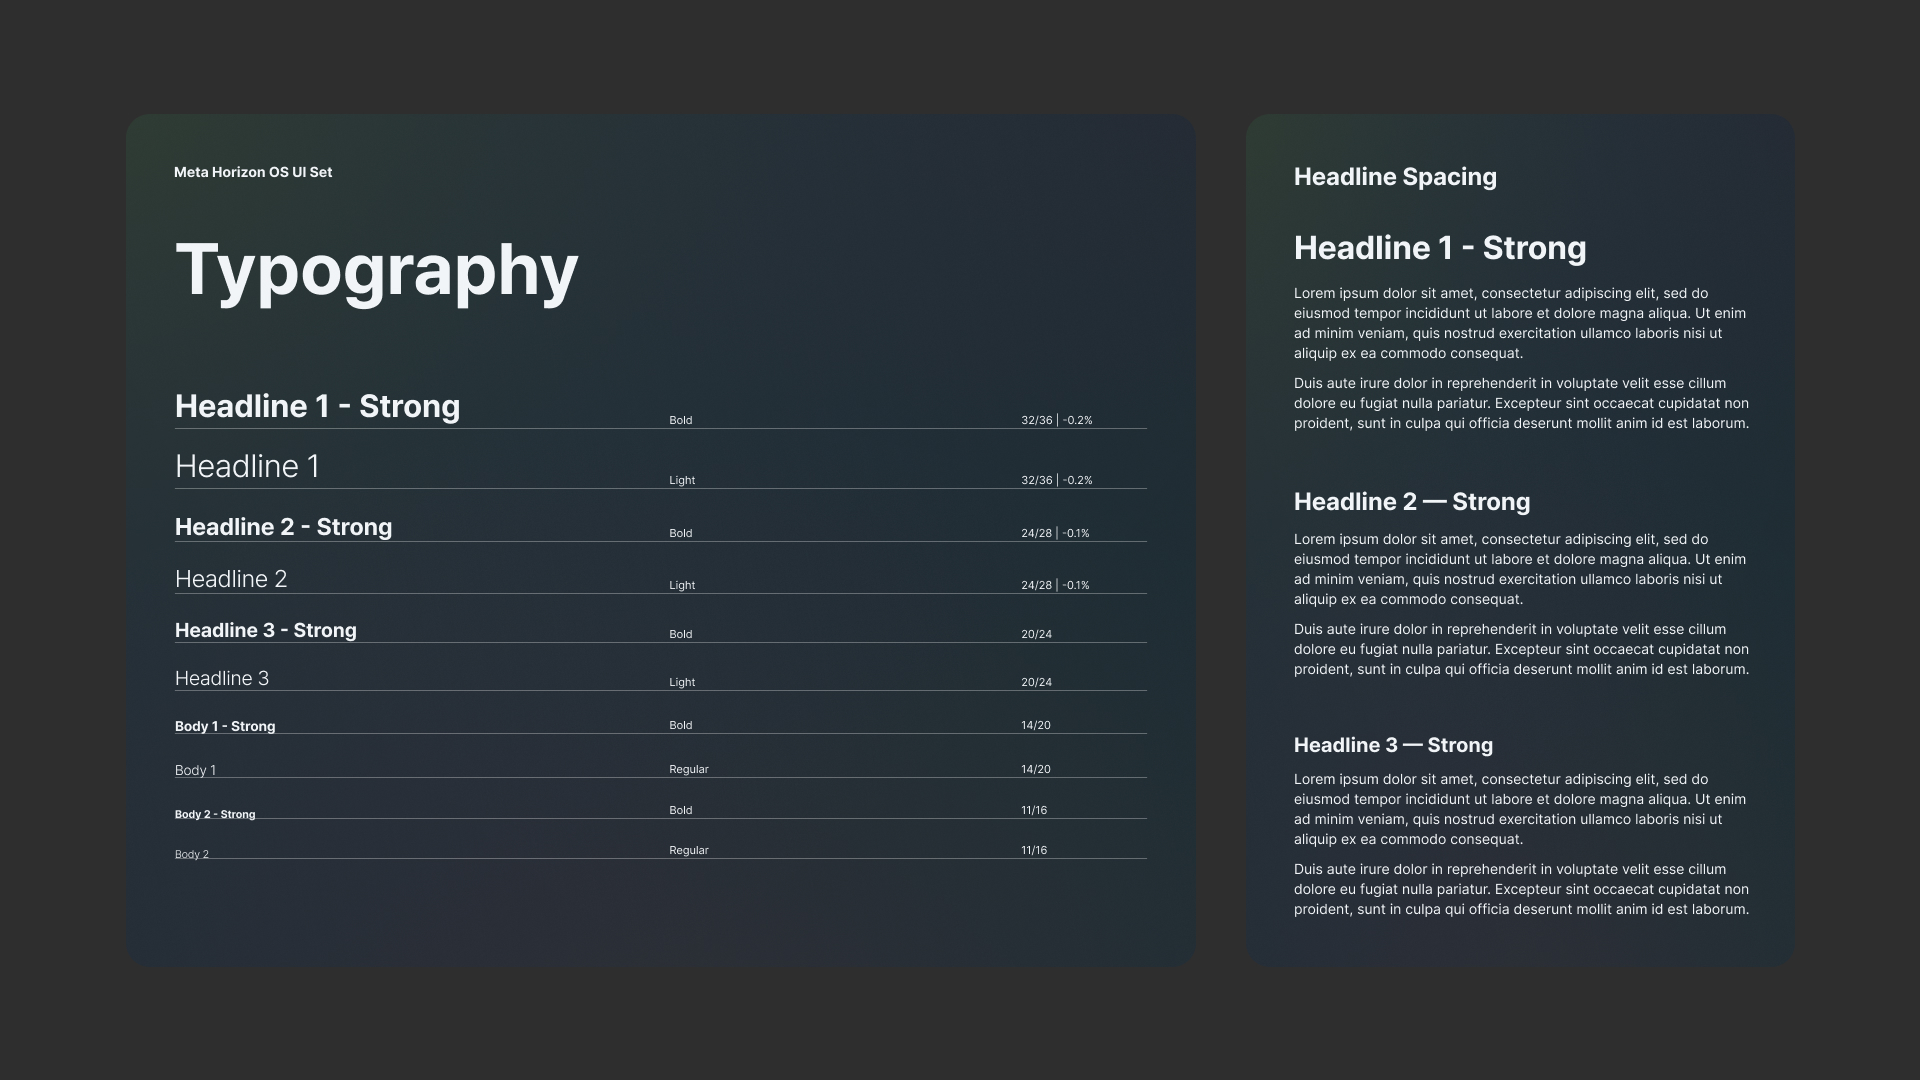 Meta Horizon OS UI Set
Typography
Headline 1 - Strong Bold 32/36 | -0.2%
Headline 1 Light 32/36 | -0.2%
Headline 2 - Strong Bold 24/28 | -0.1%
Headline 2 Light 24/28 | -0.1%
Headline 3 - Strong Bold 20/24
Headline 3 Light 20/24
Body 1 - Strong Bold 14/20
Body 1 Regular 14/20
Body 2 - Strong Bold 11/16
Body 2 Regular 11/16
Headline Spacing
Headline 1 - Strong
Lorem ipsum dolor sit amet, consectetur adipiscing elit, sed do
eiusmod tempor incididunt ut labore et dolore magna aliqua. Ut enim
ad minim veniam, quis nostrud exercitation ullamco laboris nisi ut
aliquip ex ea commodo consequat.
Duis aute irure dolor in reprehenderit in voluptate velit esse cillum
dolore eu fugiat nulla pariatur. Excepteur sint occaecat cupidatat non
proident, sunt in culpa qui officia deserunt mollit anim id est laborum.
Headline 2 — Strong
Lorem ipsum dolor sit amet, consectetur adipiscing elit, sed do
eiusmod tempor incididunt ut labore et dolore magna aliqua. Ut enim
ad minim veniam, quis nostrud exercitation ullamco laboris nisi ut
aliquip ex ea commodo consequat.
Duis aute irure dolor in reprehenderit in voluptate velit esse cillum
dolore eu fugiat nulla pariatur. Excepteur sint occaecat cupidatat non
proident, sunt in culpa qui officia deserunt mollit anim id est laborum.
Headline 3 — Strong
Lorem ipsum dolor sit amet, consectetur adipiscing elit, sed do
eiusmod tempor incididunt ut labore et dolore magna aliqua. Ut enim
ad minim veniam, quis nostrud exercitation ullamco laboris nisi ut
aliquip ex ea commodo consequat.
Duis aute irure dolor in reprehenderit in voluptate velit esse cillum
dolore eu fugiat nulla pariatur. Excepteur sint occaecat cupidatat non
proident, sunt in culpa qui officia deserunt mollit anim id est laborum.